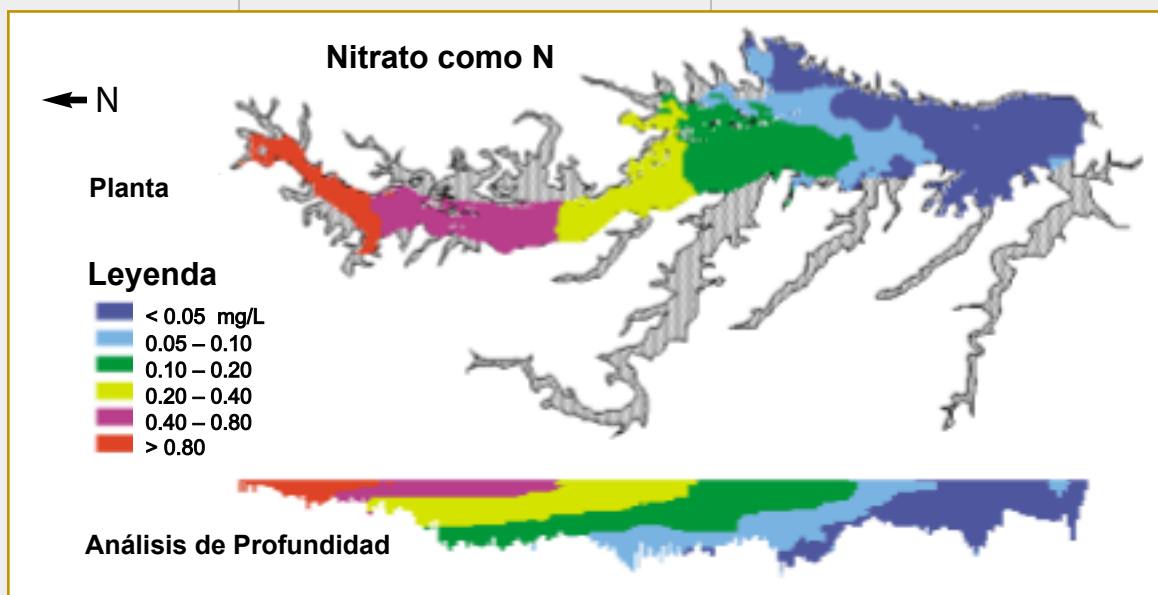 Nitrato como N
N
Planta
Leyenda
< 0.05 mg/L
0.05 – 0.10
0.10 – 0.20
0.20 – 0.40
0.40 – 0.80
> 0.80
Análisis de Profundidad